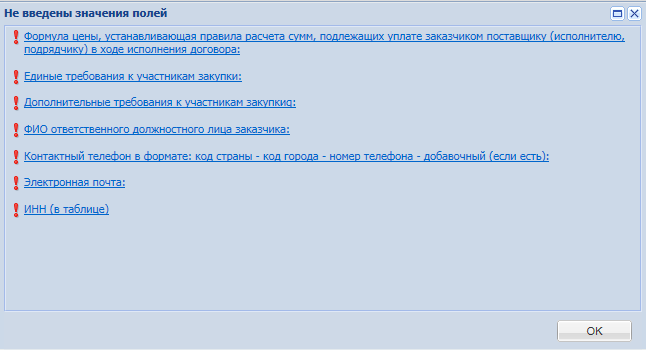 Не введены значения полей
Формула цены, устанавливающая правила расчета сумм, подлежащих уплате заказчиком поставщику (исполнителю,
подрядчику) в ходе исполнения договора:
Единые требования к участникам закупки:
Дополнительные требования к участникам закупкиq:
ФИО ответственного должностного лица заказчика:
Контактный телефон в формате: код страны - код города - номер телефона - добавочный (если есть):
Электронная почта:
ИНН (в таблице)
OK